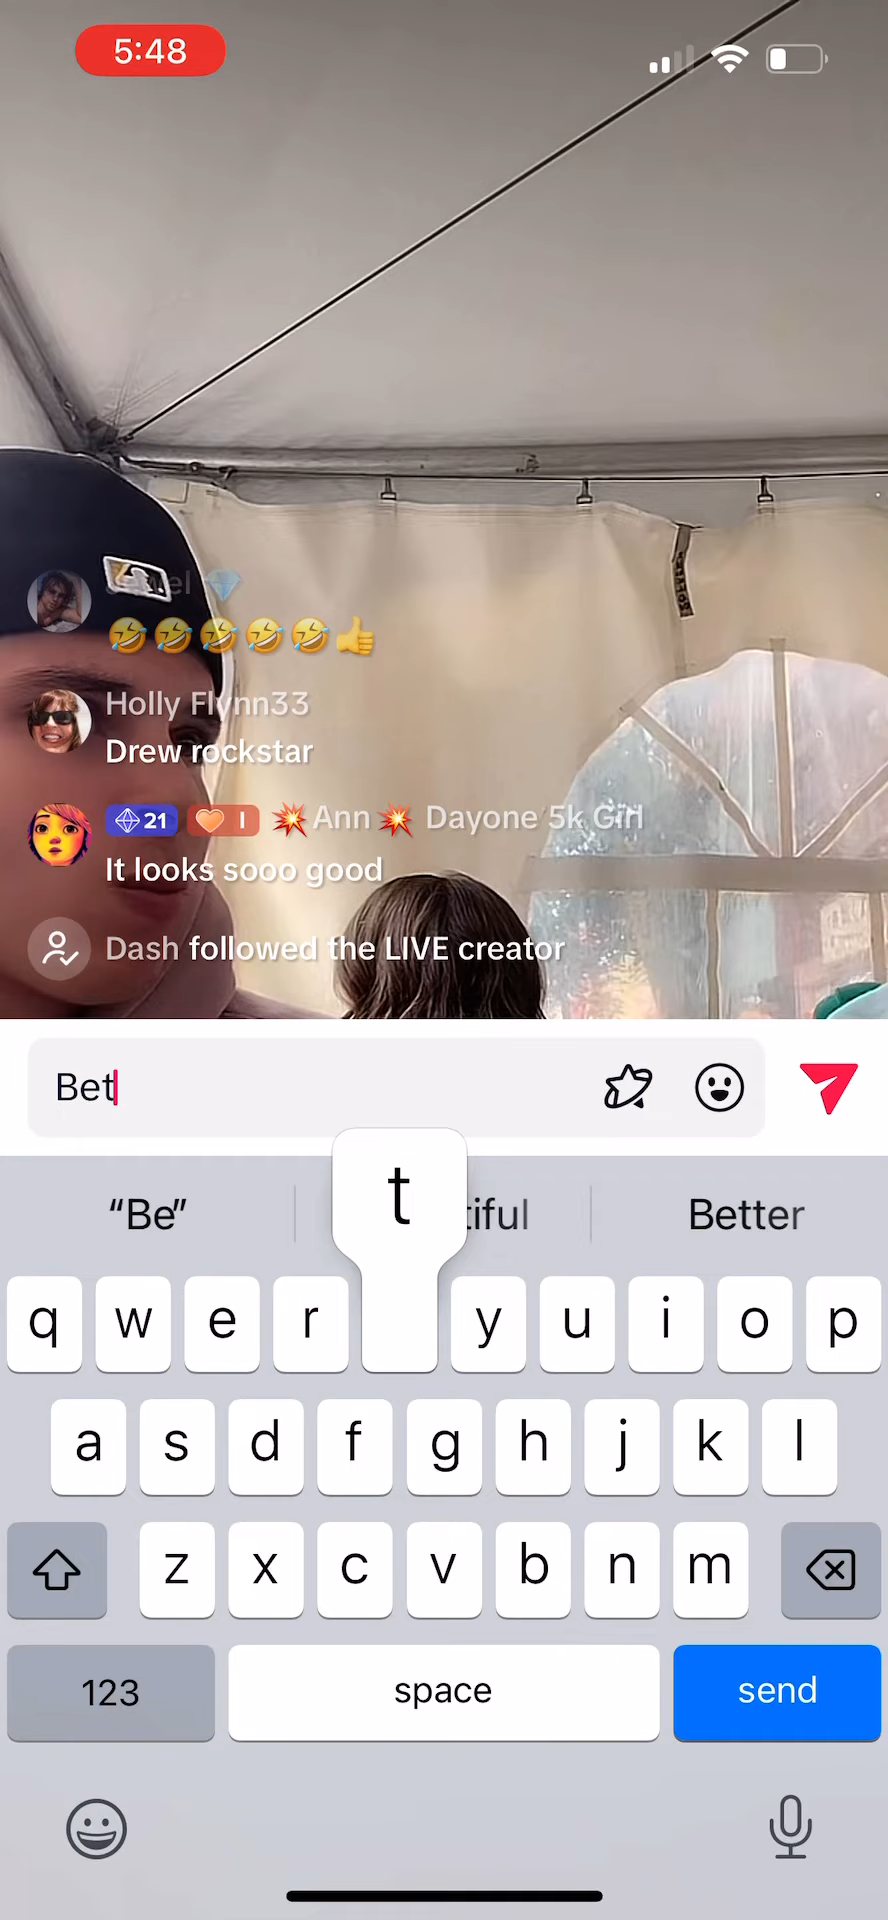 5:48
🤣🤣🤣🤣🤣👍
Holly Flynn33
Drew rockstar
21 I 💥Ann💥 Dayone 5k Girl
It looks sooo good
Dash followed the LIVE creator
Bet
t
“Be” Better
q w e r y u i o p
a s d f g h j k l
z x c v b n m
123 space send